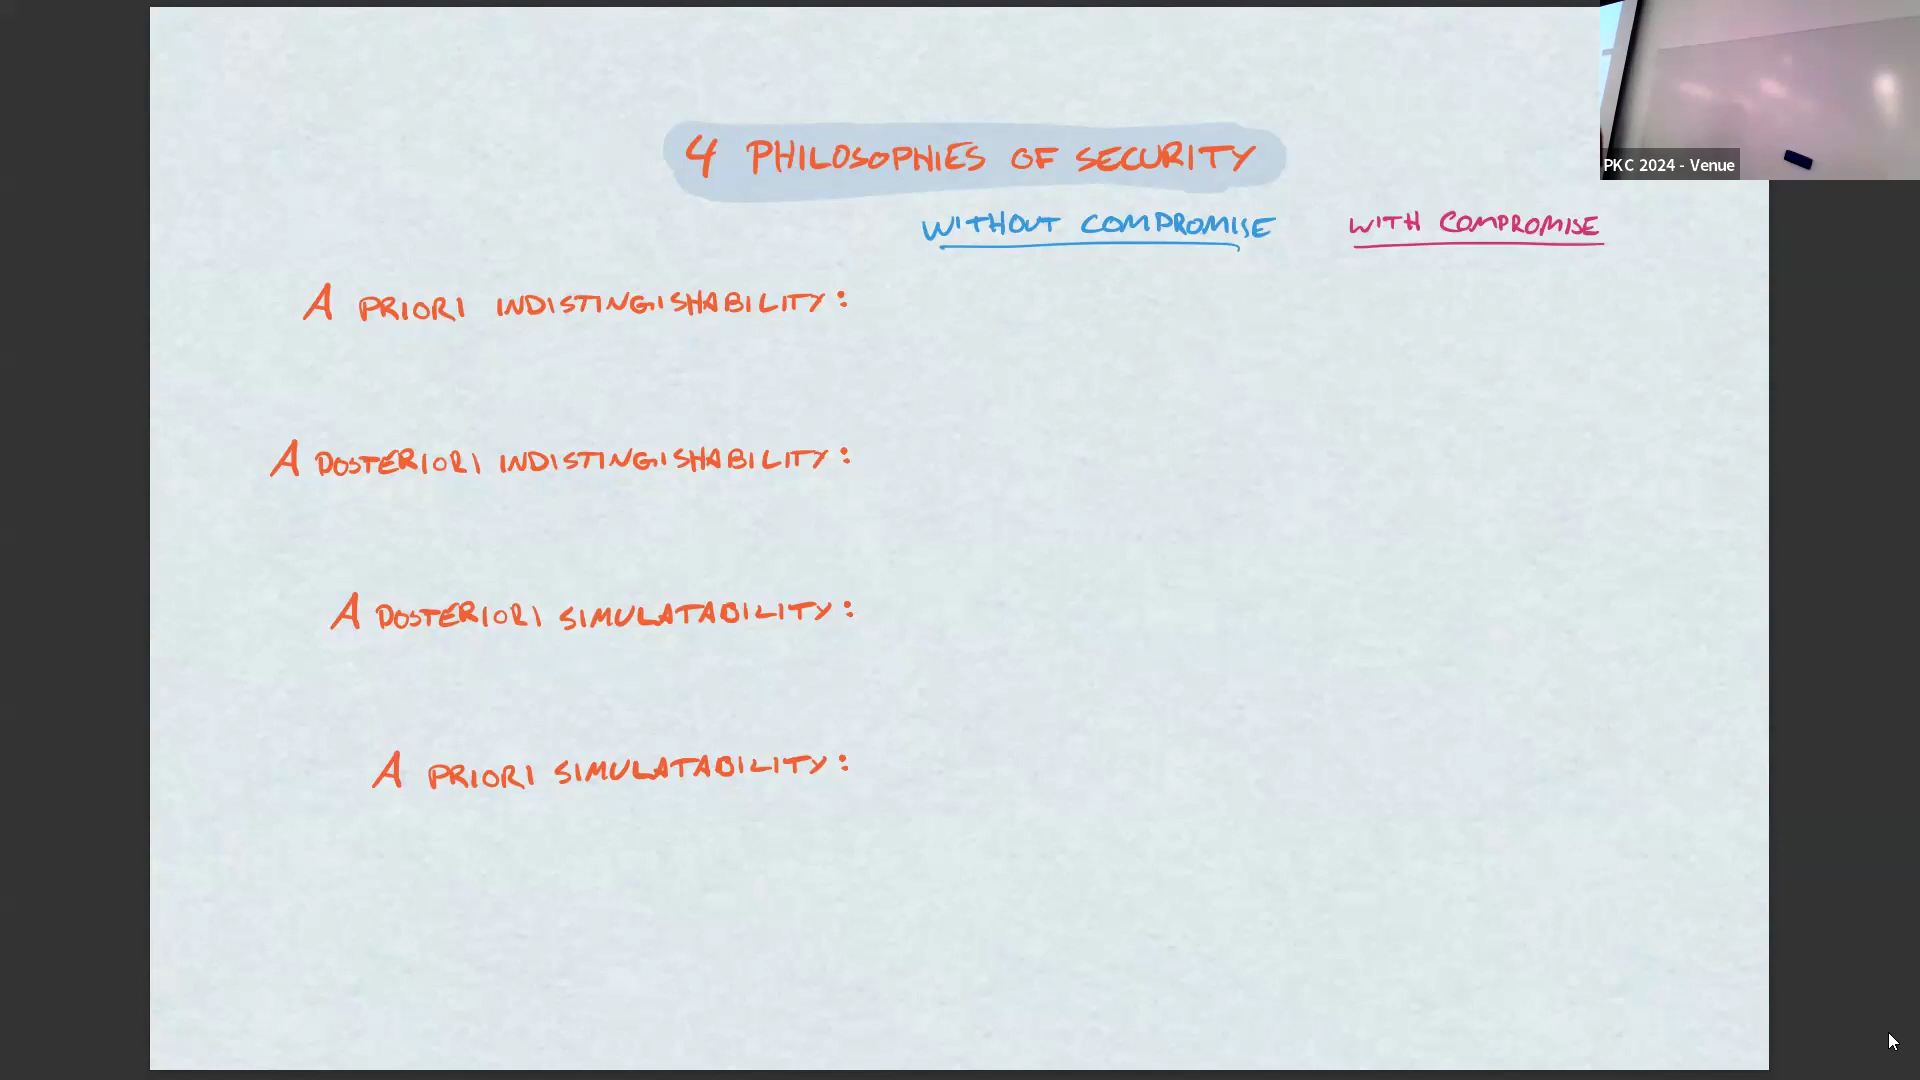 4 PHILOSOPHIES OF SECURITY
PKC 2024 - Venue
WITHOUT COMPROMISE WITH COMPROMISE
A PRIORI INDISTINGISHABILITY:
A POSTERIORI INDISTINGISHABILITY:
A POSTERIORI SIMULATABILITY:
A PRIORI SIMULATABILITY: